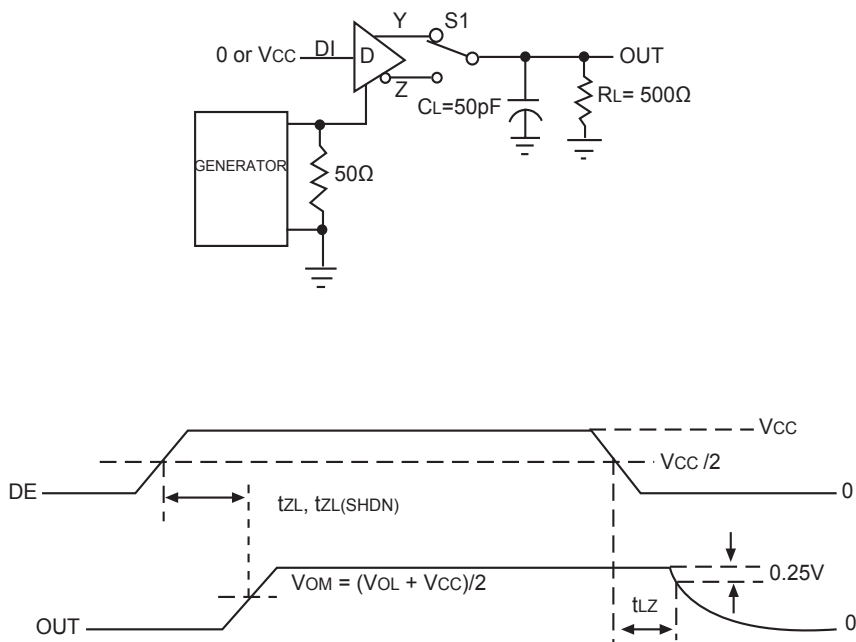 Y
S1
0 or VCC
DI
D
OUT
Z
CL=50pF
RL= 500Ω
GENERATOR
50Ω
VCC
VCC /2
DE
0
tZL, tZL(SHDN)
VOM = (VOL + VCC)/2
0.25V
tLZ
OUT
0